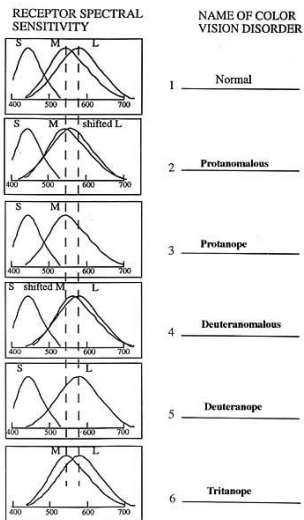 RECEPTOR SPECTRAL
SENSITIVITY
NAME OF COLOR
VISION DISORDER
S M L
400 500 600 700
1 Normal
S M shifted L
400 500 600 700
2 Protanomalous
S M
400 500 600 700
3 Protanope
S shifted M L
400 500 600 700
4 Deuteranomalous
S L
400 500 600 700
5 Deuteranope
M L
400 500 600 700
6 Tritanope